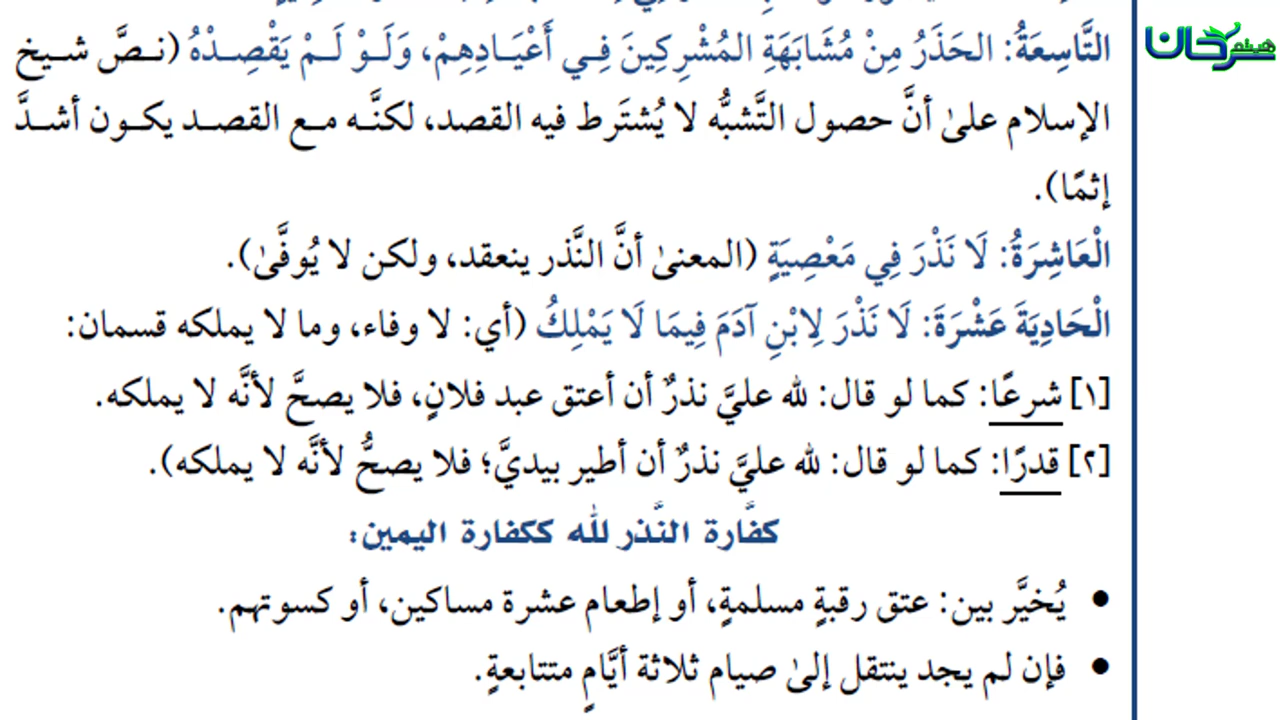 التَّاسِعَةُ: الحَذَرُ مِنْ مُشَابَهَةِ المُشْرِكِينَ فِي أَعْيَادِهِمْ، وَلَوْ لَمْ يَقْصِدْهُ (نصَّ شيخ
الإسلام علىٰ أنَّ حصول التَّشبُّه لا يُشتَرط فيه القصد، لكنَّه مع القصد يكون أشدَّ
إثمًا).
الْعَاشِرَةُ: لَا نَذْرَ فِي مَعْصِيَةٍ (المعنىٰ أنَّ النَّذر ينعقد، ولكن لا يُوفَّىٰ).
الْحَادِيَةَ عَشْرَةَ: لَا نَذْرَ لِابْنِ آدَمَ فِيمَا لَا يَمْلِكُ (أي: لا وفاء، وما لا يملكه قسمان:
[١] شرعًا: كما لو قال: لله عليَّ نذرٌ أن أعتق عبد فلانٍ، فلا يصحَّ لأنَّه لا يملكه.
[٢] قدرًا: كما لو قال: لله عليَّ نذرٌ أن أطير بيديَّ؛ فلا يصحُّ لأنَّه لا يملكه).
كفَّارة النَّذر لله ككفارة اليمين:
• يُخيَّر بين: عتق رقبةٍ مسلمةٍ، أو إطعام عشرة مساكين، أو كسوتهم.
• فإن لم يجد ينتقل إلىٰ صيام ثلاثة أيَّامٍ متتابعةٍ.
هيثم سرحان